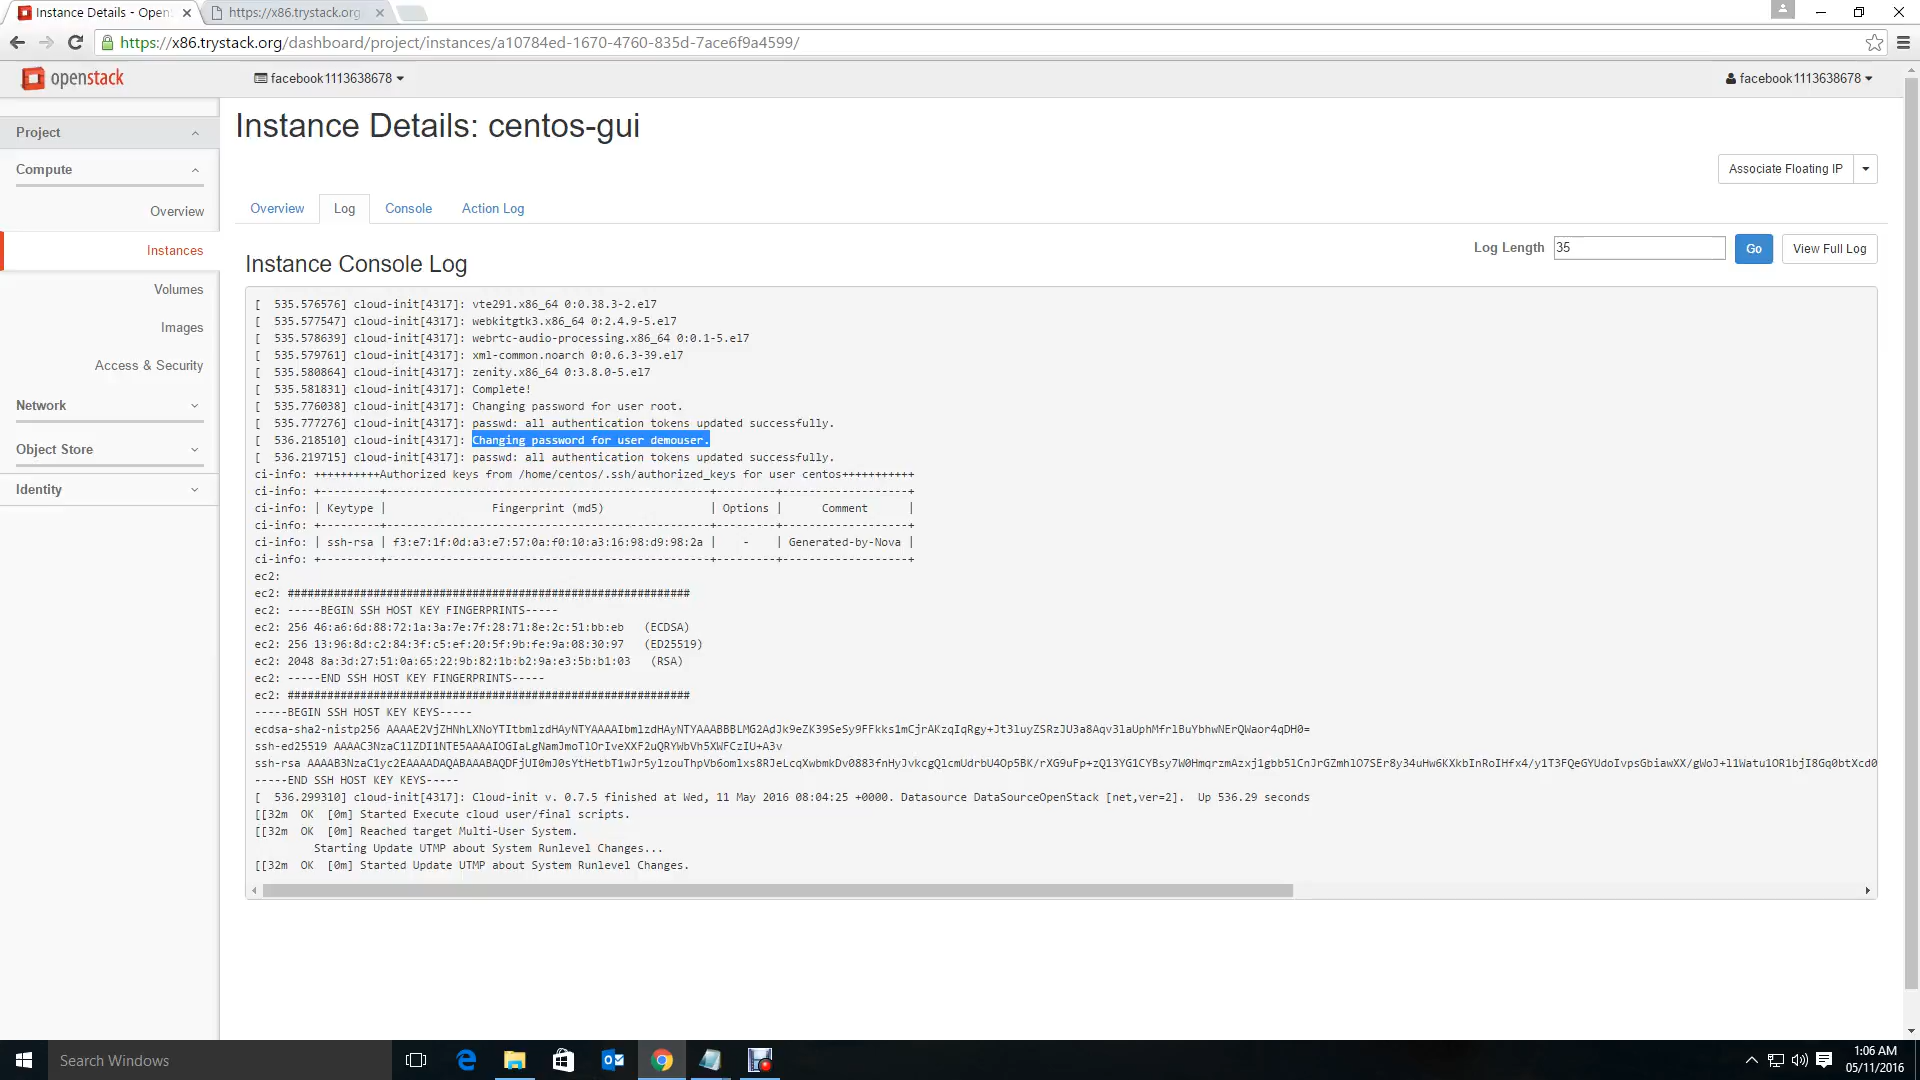 Instance Details - Open
https://x86.trystack.org
https://x86.trystack.org/dashboard/project/instances/a10784ed-1670-4760-835d-7ace6f9a4599/
openstack
facebook1113638678
facebook1113638678
Project
Compute
Overview
Instances
Volumes
Images
Access & Security
Network
Object Store
Identity
Instance Details: centos-gui
Associate Floating IP
Overview
Log
Console
Action Log
Instance Console Log
Log Length
35
Go
View Full Log
[  535.576576] cloud-init[4317]: vte291.x86_64 0:0.38.3-2.el7
[  535.577547] cloud-init[4317]: webkitgtk3.x86_64 0:2.4.9-5.el7
[  535.578639] cloud-init[4317]: webrtc-audio-processing.x86_64 0:0.1-5.el7
[  535.579761] cloud-init[4317]: xml-common.noarch 0:0.6.3-39.el7
[  535.580864] cloud-init[4317]: zenity.x86_64 0:3.8.0-5.el7
[  535.581831] cloud-init[4317]: Complete!
[  535.776038] cloud-init[4317]: Changing password for user root.
[  535.777276] cloud-init[4317]: passwd: all authentication tokens updated successfully.
[  536.218510] cloud-init[4317]: Changing password for user demouser.
[  536.219715] cloud-init[4317]: passwd: all authentication tokens updated successfully.
ci-info: ++++++++++Authorized keys from /home/centos/.ssh/authorized_keys for user centos+++++++++++
ci-info: +---------+-------------------------------------------------+---------+-------------------+
ci-info: | Keytype |                Fingerprint (md5)                | Options |      Comment      |
ci-info: +---------+-------------------------------------------------+---------+-------------------+
ci-info: | ssh-rsa | f3:e7:1f:0d:a3:e7:57:0a:f0:10:a3:16:98:d9:98:2a |    -    | Generated-by-Nova |
ci-info: +---------+-------------------------------------------------+---------+-------------------+
ec2:
ec2: #############################################################
ec2: -----BEGIN SSH HOST KEY FINGERPRINTS-----
ec2: 256 46:a6:6d:88:72:1a:3a:7e:7f:28:71:8e:2c:51:bb:eb   (ECDSA)
ec2: 256 13:96:8d:c2:84:3f:c5:ef:20:5f:9b:fe:9a:08:30:97   (ED25519)
ec2: 2048 8a:3d:27:51:0a:65:22:9b:82:1b:b2:9a:e3:5b:b1:03   (RSA)
ec2: -----END SSH HOST KEY FINGERPRINTS-----
ec2: #############################################################
-----BEGIN SSH HOST KEY KEYS-----
ecdsa-sha2-nistp256
ssh-ed25519
ssh-rsa
-----END SSH HOST KEY KEYS-----
[  536.299310] cloud-init[4317]: Cloud-init v. 0.7.5 finished at Wed, 11 May 2016 08:04:25 +0000. Datasource DataSourceOpenStack [net,ver=2].  Up 536.29 seconds
[[32m  OK  [0m] Started Execute cloud user/final scripts.
[[32m  OK  [0m] Reached target Multi-User System.
Starting Update UTMP about System Runlevel Changes...
[[32m  OK  [0m] Started Update UTMP about System Runlevel Changes.
Search Windows
1:06 AM
05/11/2016